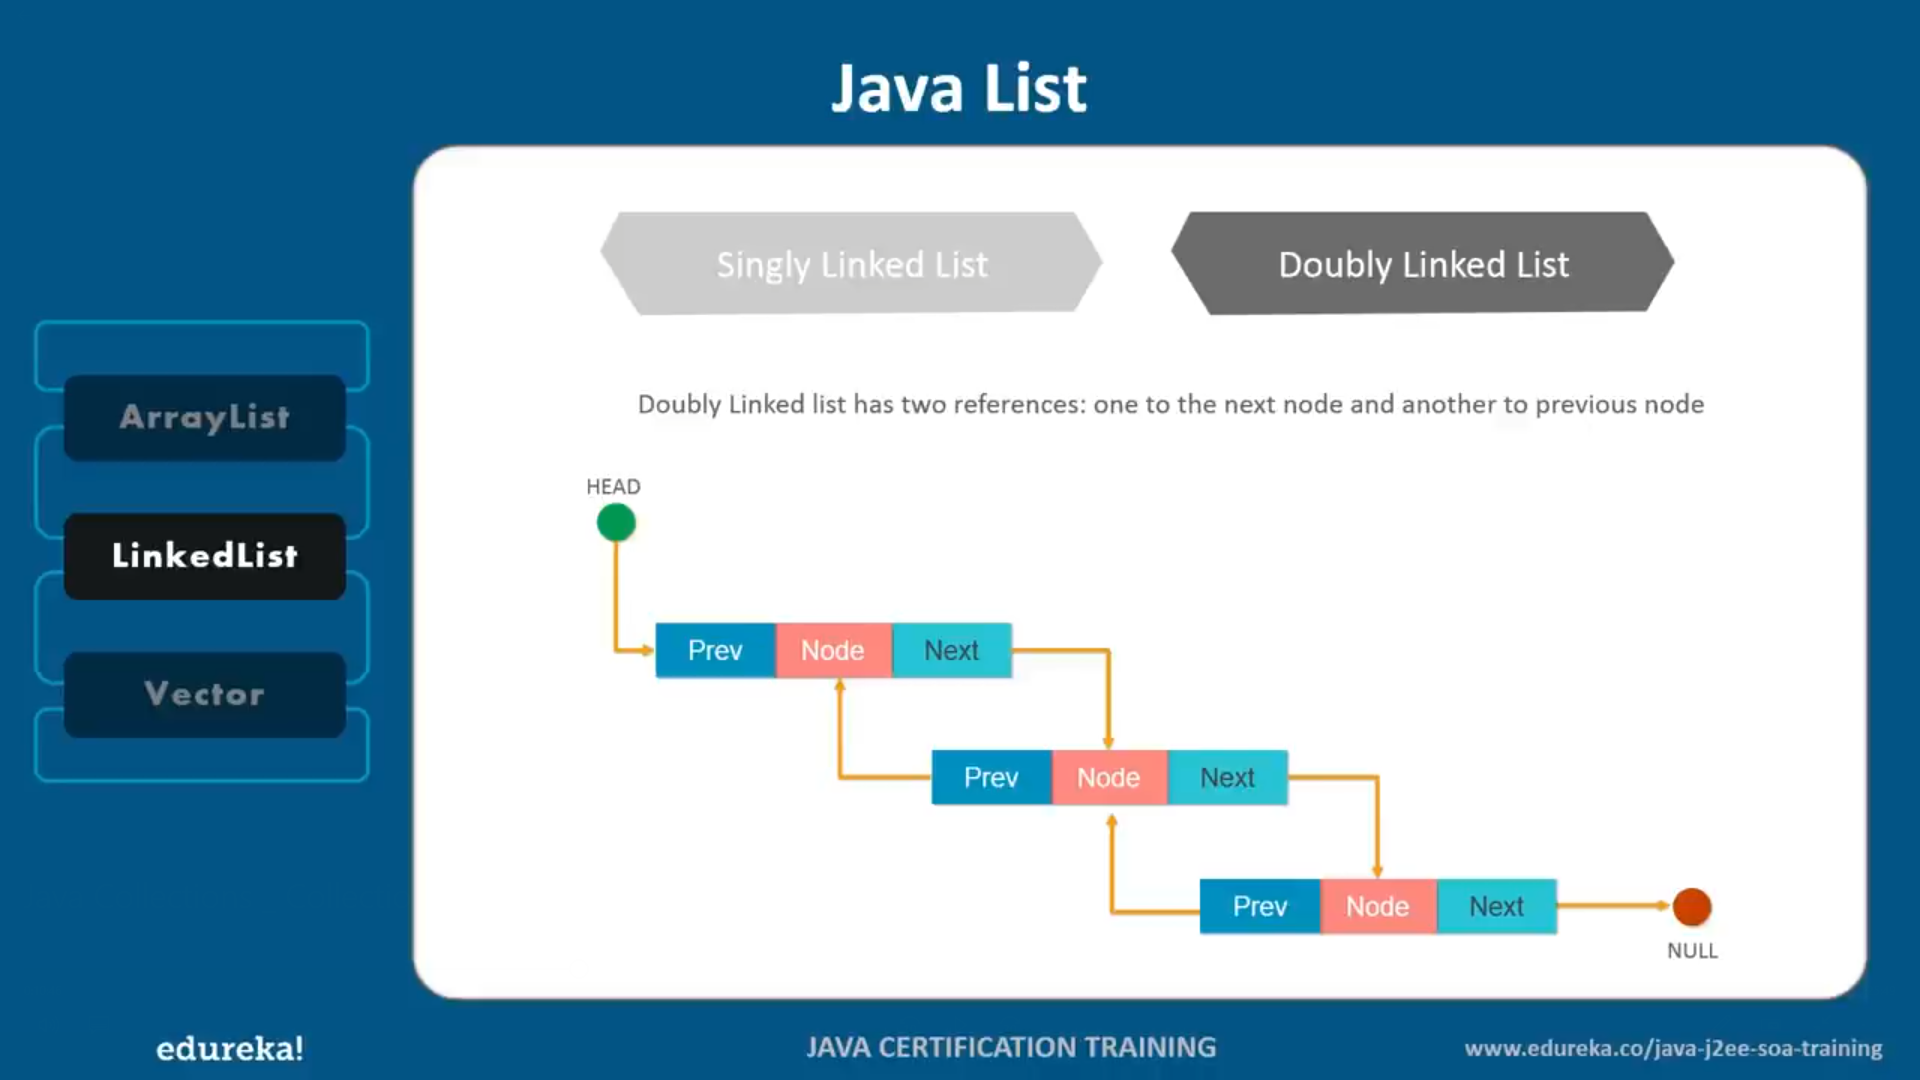 Java List
Singly Linked List
Doubly Linked List
ArrayList
LinkedList
Vector
Doubly Linked list has two references: one to the next node and another to previous node
HEAD
Prev Node Next
Prev Node Next
Prev Node Next
NULL
edureka!
JAVA CERTIFICATION TRAINING
www.edureka.co/java-j2ee-soa-training